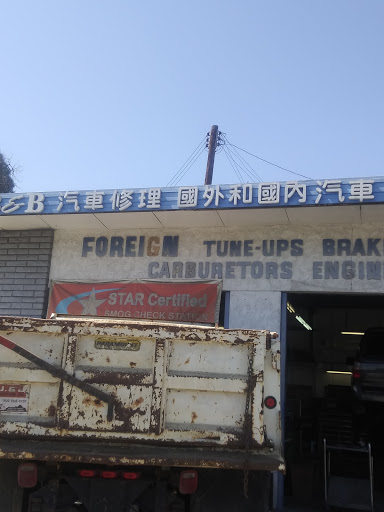 &B 汽車修理 國外和國內汽車
FOREIGN TUNE-UPS BRAK
CARBURETORS ENGIN
STAR Certified
SMOG CHECK STATION